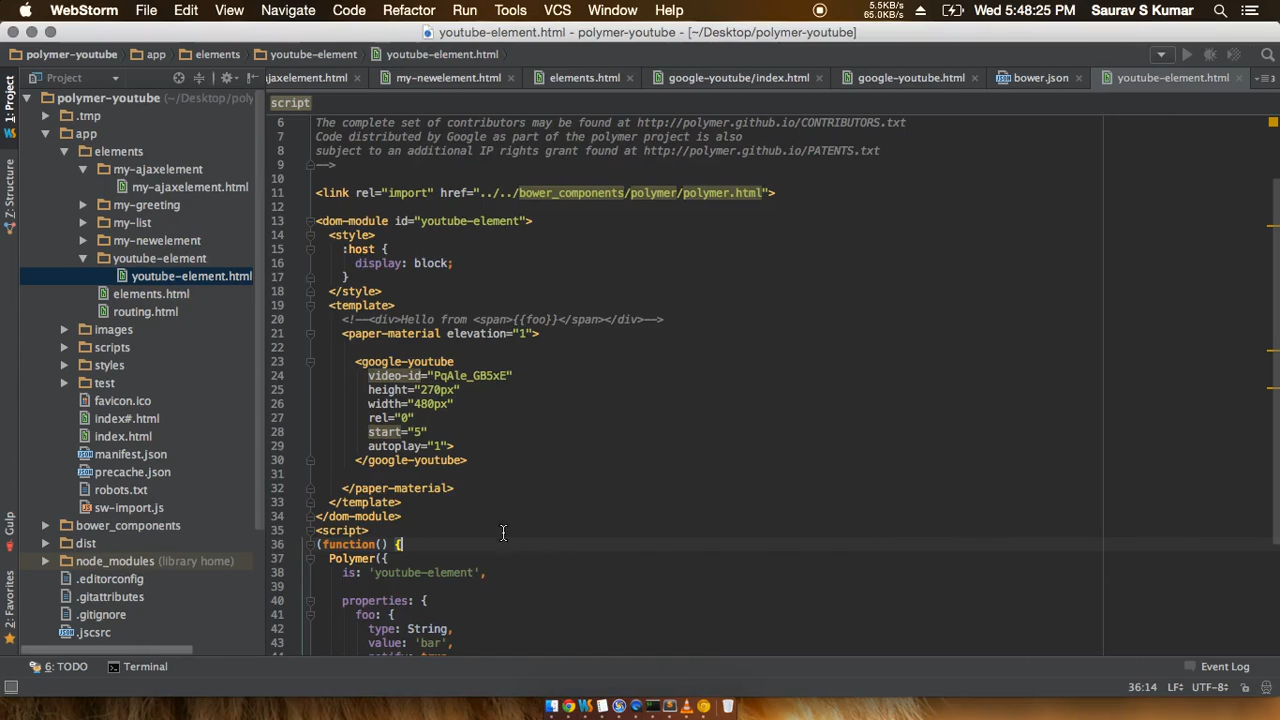 WebStorm File Edit View Navigate Code Refactor Run Tools VCS Window Help 5.5KB/s 65.0KB/s Wed 5:48:25 PM Saurav S Kumar
youtube-element.html - polymer-youtube - [~/Desktop/polymer-youtube]
polymer-youtube app elements youtube-element youtube-element.html
1: Project
Z: Structure
Gulp
2: Favorites
Project
ajaxelement.html my-newelement.html elements.html google-youtube/index.html google-youtube.html bower.json youtube-element.html
polymer-youtube (~/Desktop/poly
.tmp
app
elements
my-ajaxelement
my-ajaxelement.html
my-greeting
my-list
my-newelement
youtube-element
youtube-element.html
elements.html
routing.html
images
scripts
styles
test
favicon.ico
index#.html
index.html
manifest.json
precache.json
robots.txt
sw-import.js
bower_components
dist
node_modules (library home)
.editorconfig
.gitattributes
.gitignore
.jscsrc
script
6 The complete set of contributors may be found at http://polymer.github.io/CONTRIBUTORS.txt
7 Code distributed by Google as part of the polymer project is also
8 subject to an additional IP rights grant found at http://polymer.github.io/PATENTS.txt
9 -->
10
11 <link rel="import" href="../../bower_components/polymer/polymer.html">
12
13 <dom-module id="youtube-element">
14 <style>
15 :host {
16 display: block;
17 }
18 </style>
19 <template>
20 <!--<div>Hello from <span>{{foo}}</span></div>-->
21 <paper-material elevation="1">
22
23 <google-youtube
24 video-id="PqAle_GB5xE"
25 height="270px"
26 width="480px"
27 rel="0"
28 start="5"
29 autoplay="1">
30 </google-youtube>
31
32 </paper-material>
33 </template>
34 </dom-module>
35 <script>
36 (function() {
37 Polymer({
38 is: 'youtube-element',
39
40 properties: {
41 foo: {
42 type: String,
43 value: 'bar',
44 notify: true
6: TODO Terminal Event Log
36:14 LF UTF-8